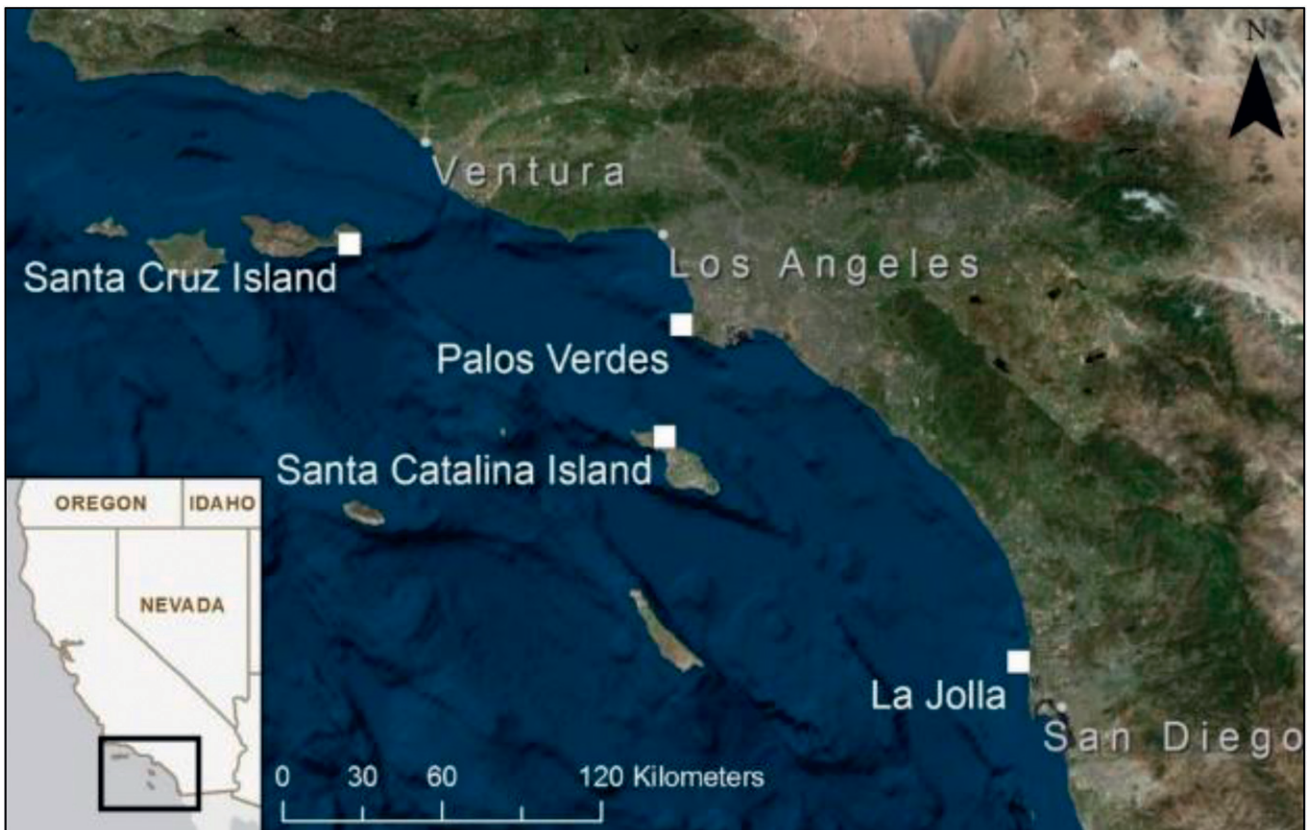 N
Ventura
Santa Cruz Island
Los Angeles
Palos Verdes
Santa Catalina Island
OREGON
IDAHO
NEVADA
La Jolla
San Diego
0 30 60 120 Kilometers